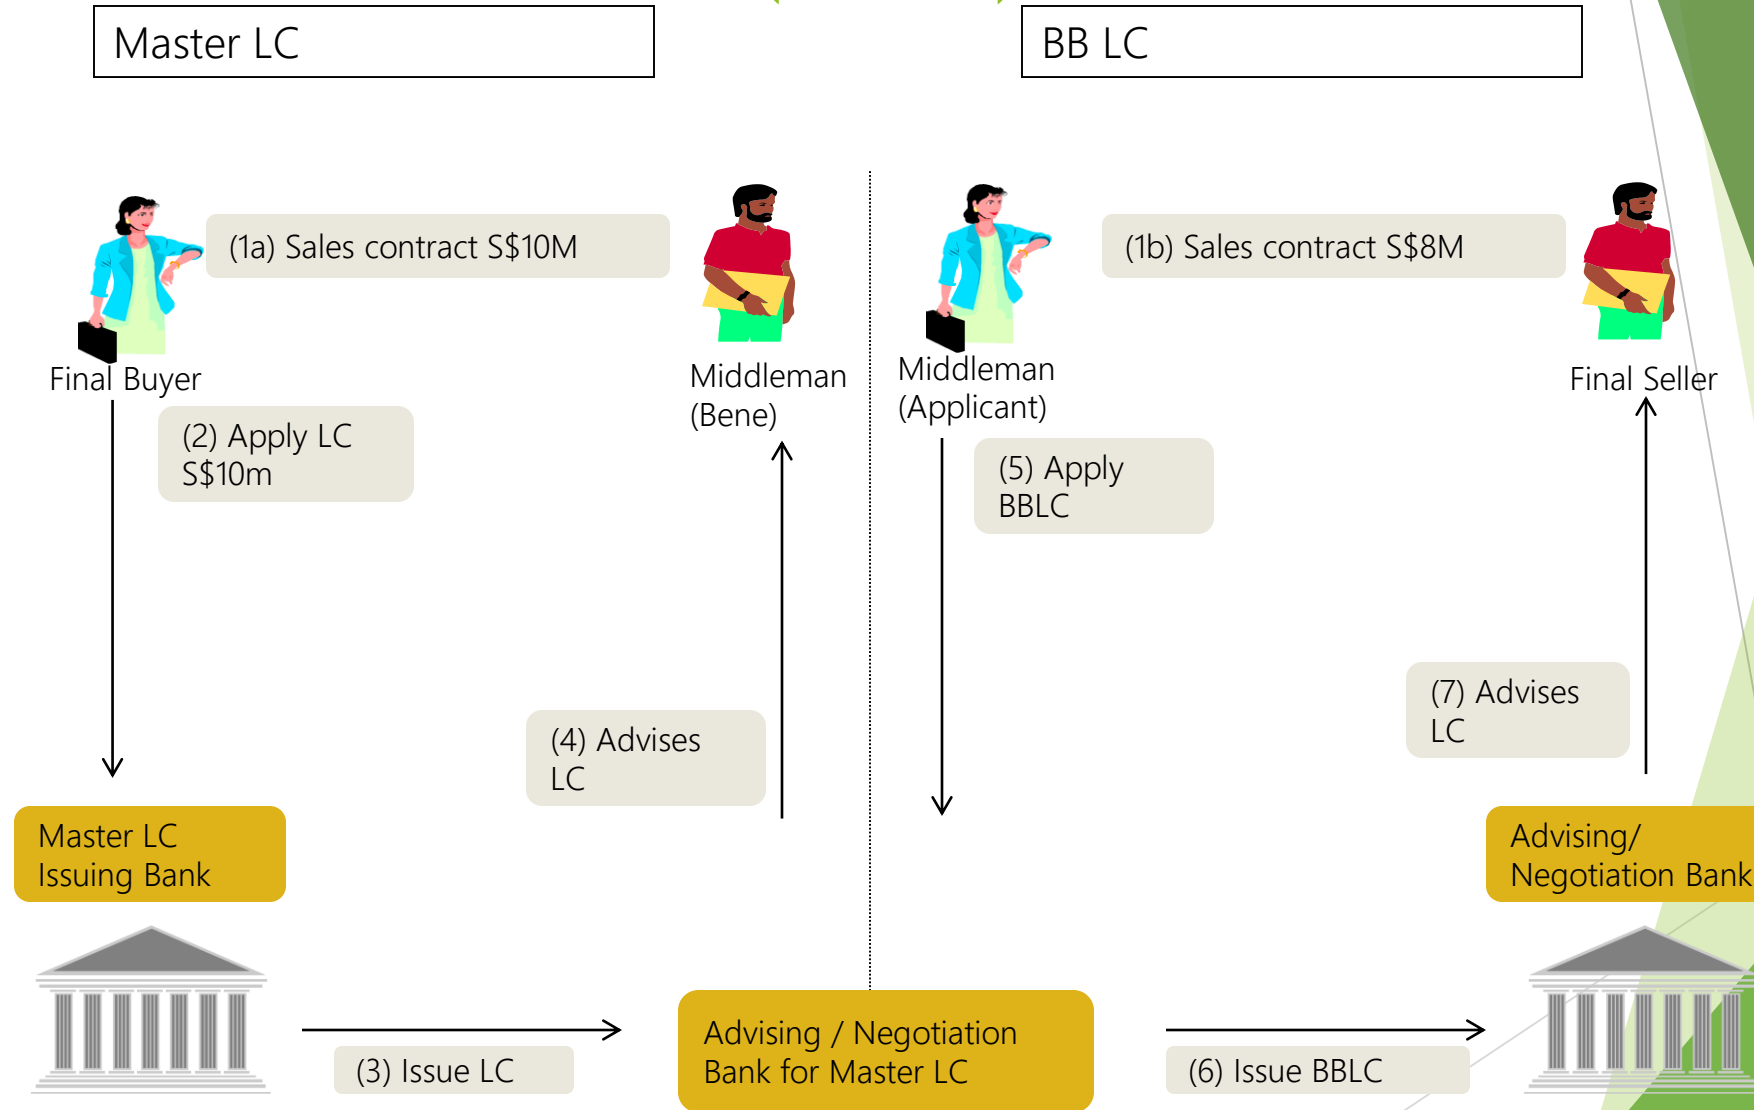 Master LC
BB LC
(1a) Sales contract S$10M
(1b) Sales contract S$8M
Final Buyer
Middleman
(Bene)
Middleman
(Applicant)
Final Seller
(2) Apply LC
S$10m
(5) Apply
BBLC
(4) Advises
LC
(7) Advises
LC
Master LC
Issuing Bank
Advising/
Negotiation Bank
(3) Issue LC
Advising / Negotiation
Bank for Master LC
(6) Issue BBLC